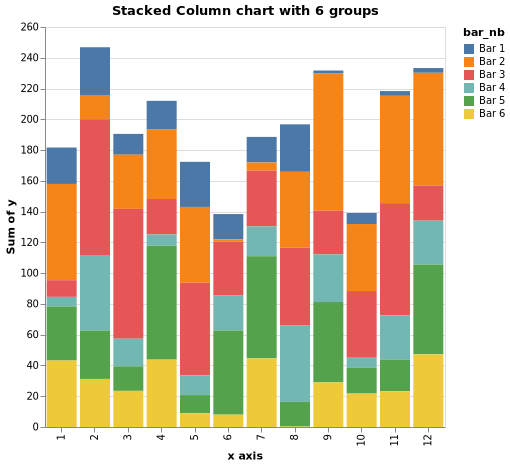 Stacked Column chart with 6 groups
260
240
220
200
180
160
140
120
100
80
60
40
20
0
Sum of y
1 2 3 4 5 6 7 8 9 10 11 12
x axis
bar_nb
Bar 1
Bar 2
Bar 3
Bar 4
Bar 5
Bar 6